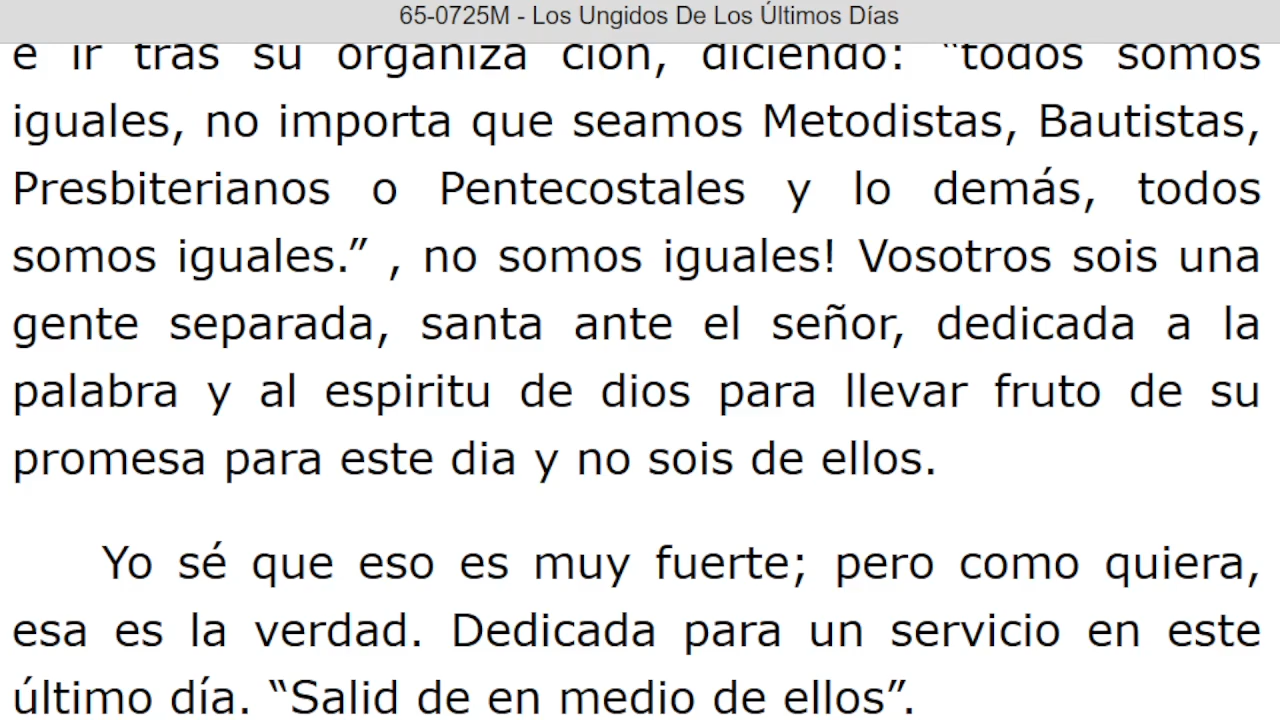 65-0725M - Los Ungidos De Los Últimos Días
e ir tras su organiza ción, diciendo: “todos somos
iguales, no importa que seamos Metodistas, Bautistas,
Presbiterianos o Pentecostales y lo demás, todos
somos iguales.” , no somos iguales! Vosotros sois una
gente separada, santa ante el señor, dedicada a la
palabra y al espiritu de dios para llevar fruto de su
promesa para este dia y no sois de ellos.
Yo sé que eso es muy fuerte; pero como quiera,
esa es la verdad. Dedicada para un servicio en este
último día. “Salid de en medio de ellos”.